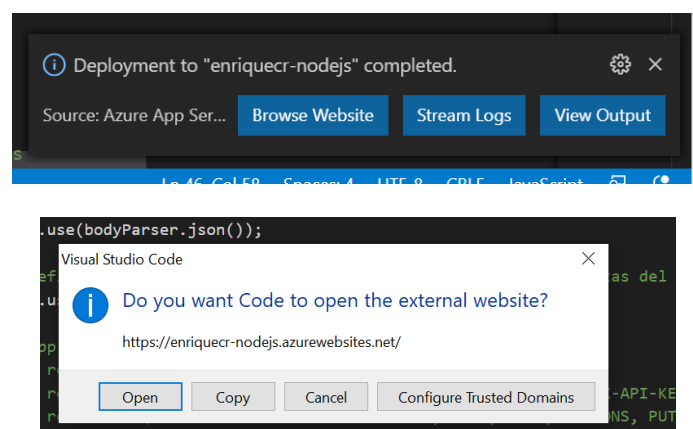 Deployment to "enriquecr-nodejs" completed.
Source: Azure App Ser... Browse Website Stream Logs View Output
s
Ln 46, Col 58 Spaces: 4 UTF-8 CRLF JavaScript
.use(bodyParser.json());
Visual Studio Code
as del
Do you want Code to open the external website?
https://enriquecr-nodejs.azurewebsites.net/
Open Copy Cancel Configure Trusted Domains
-API-KE
NS, PUT